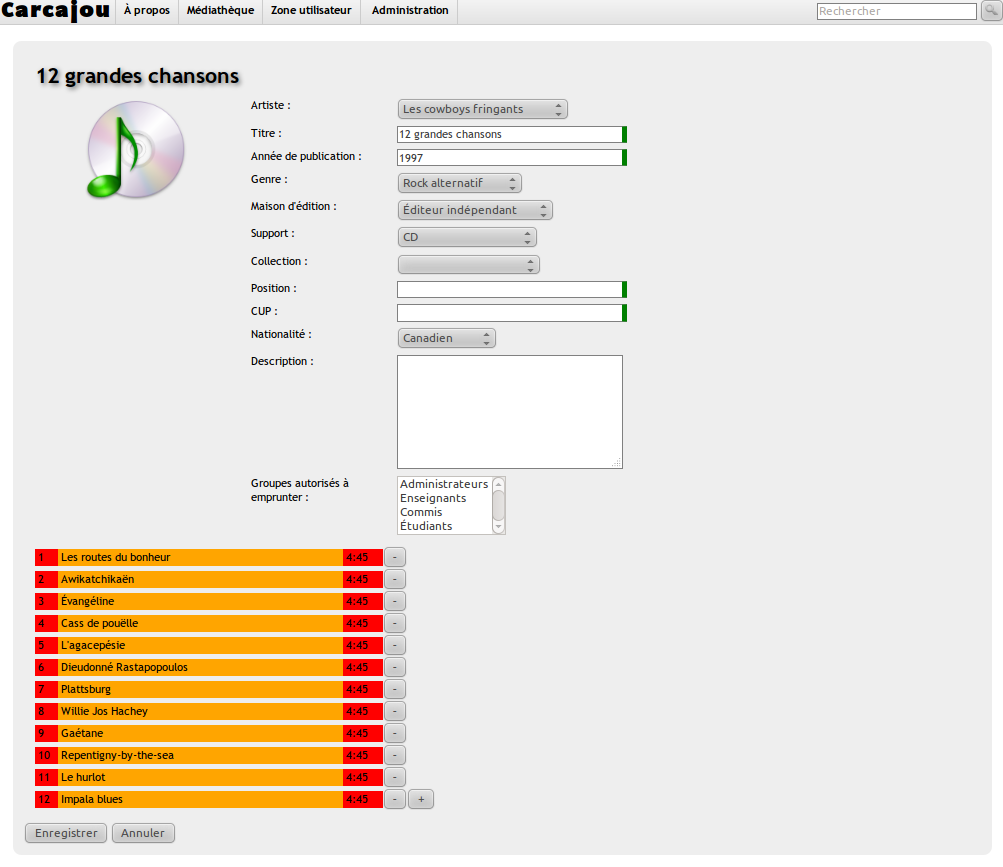 Carcajou À propos Médiathèque Zone utilisateur Administration Rechercher
12 grandes chansons
Artiste : Les cowboys fringants
Titre : 12 grandes chansons
Année de publication : 1997
Genre : Rock alternatif
Maison d'édition : Éditeur indépendant
Support : CD
Collection :
Position :
CUP :
Nationalité : Canadien
Description :
Groupes autorisés à
emprunter :
Administrateurs
Enseignants
Commis
Étudiants
1 Les routes du bonheur 4:45 -
2 Awikatchikaën 4:45 -
3 Évangéline 4:45 -
4 Cass de pouëlle 4:45 -
5 L'agacepésie 4:45 -
6 Dieudonné Rastapopoulos 4:45 -
7 Plattsburg 4:45 -
8 Willie Jos Hachey 4:45 -
9 Gaétane 4:45 -
10 Repentigny-by-the-sea 4:45 -
11 Le hurlot 4:45 -
12 Impala blues 4:45 - +
Enregistrer Annuler